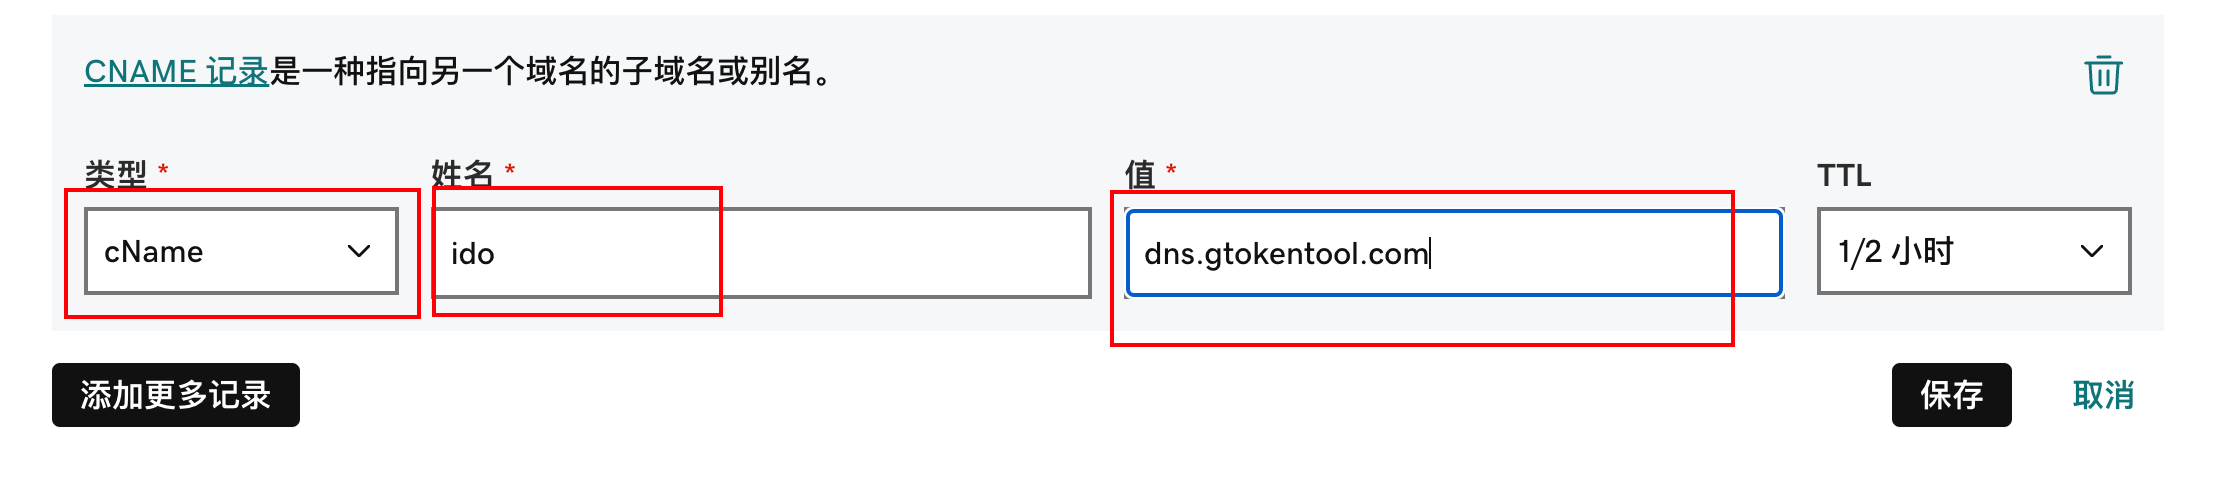 CNAME 记录是一种指向另一个域名的子域名或别名。
类型 * 姓名 * 值 * TTL
cName ido dns.gtokentool.com 1/2 小时
添加更多记录 保存 取消